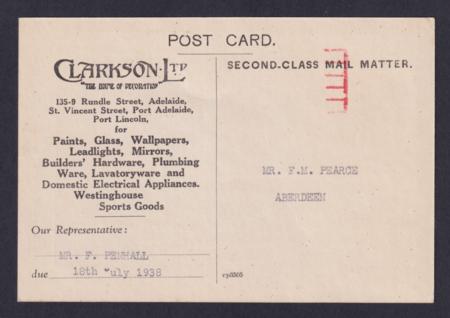 POST CARD.
CLARKSON LTD
"THE HOME OF DECORATION"
135-9 Rundle Street, Adelaide,
St. Vincent Street, Port Adelaide,
Port Lincoln,
for
Paints, Glass, Wallpapers,
Leadlights, Mirrors,
Builders' Hardware, Plumbing
Ware, Lavatoryware and
Domestic Electrical Appliances.
Westinghouse
Sports Goods
Our Representative:
MR. F. PENHALL
due 18th "uly 1938
SECOND-CLASS MAIL MATTER.
MR. F.M. PEARCE
ABERDEEN